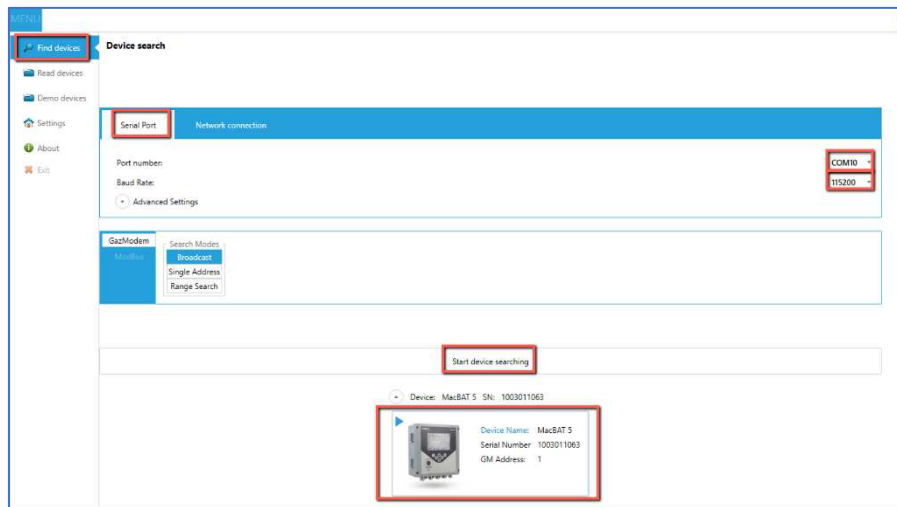 MENU
Find devices
Read devices
Demo devices
Settings
About
Exit
Device search
Serial Port Network connection
Port number: COM10
Baud Rate: 115200
Advanced Settings
GazModem
ModBus
Search Modes
Broadcast
Single Address
Range Search
Start device searching
Device: MacBAT 5 SN: 1003011063
Device Name: MacBAT 5
Serial Number 1003011063
GM Address: 1